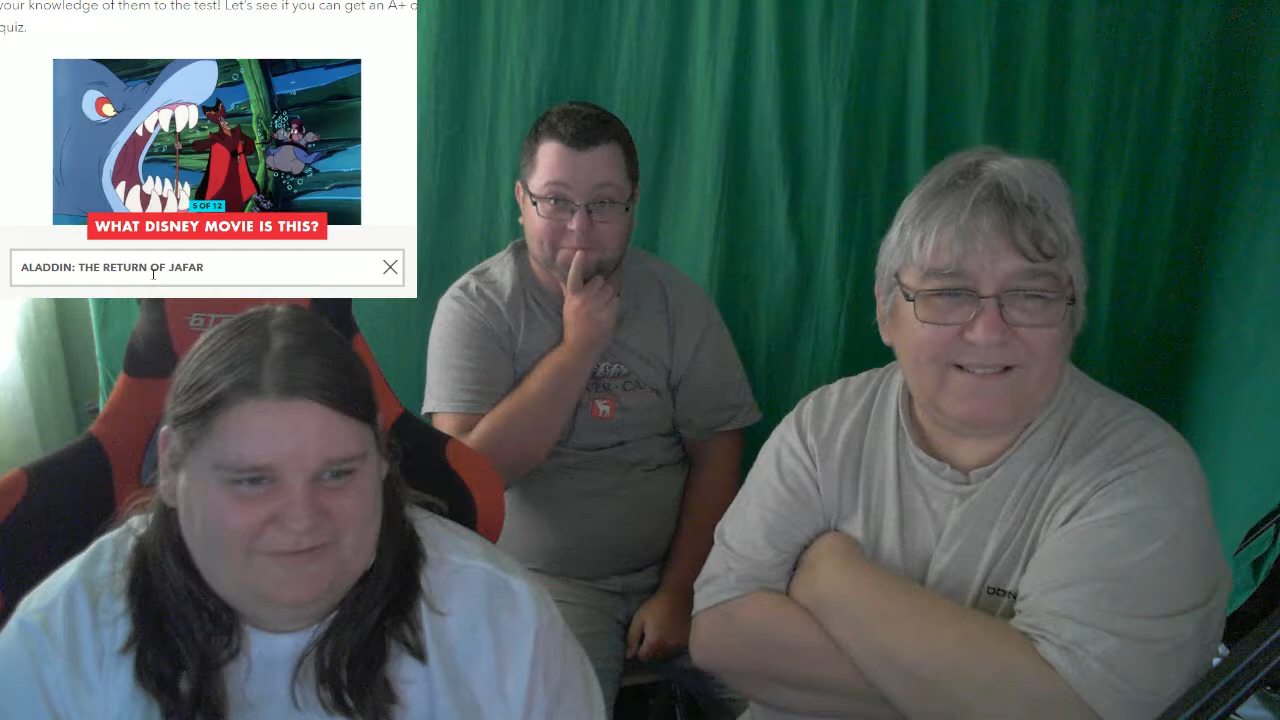 your knowledge of them to the test! Let's see if you can get an A+ o
quiz.
5 OF 12
WHAT DISNEY MOVIE IS THIS?
ALADDIN: THE RETURN OF JAFAR
GT